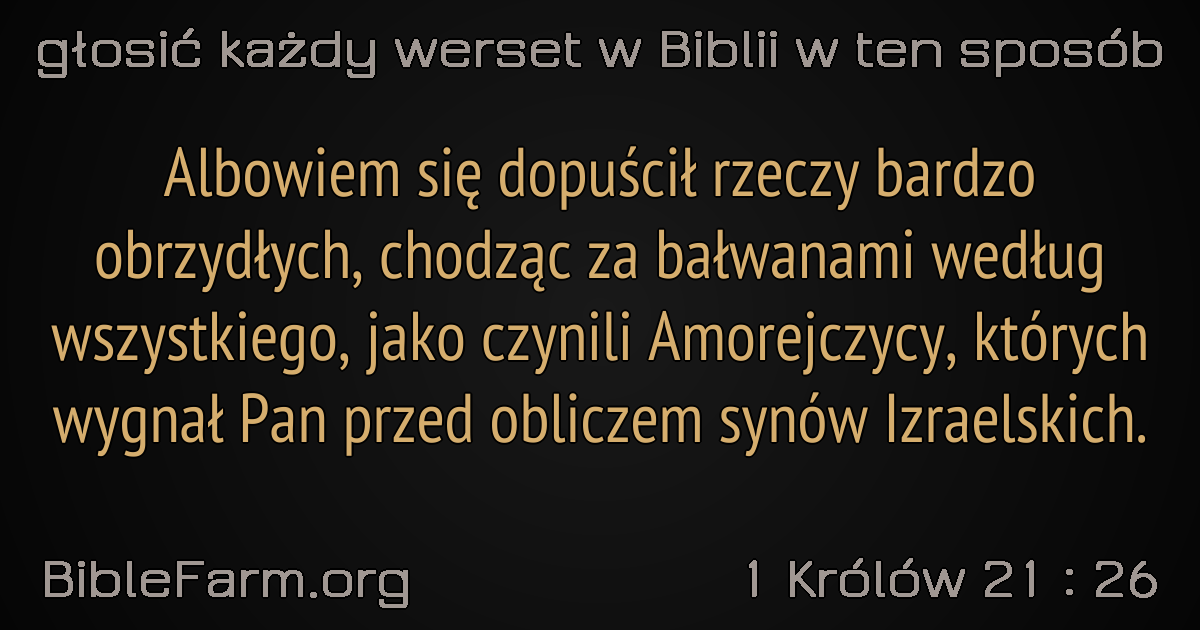 głosić każdy werset w Biblii w ten sposób
Albowiem się dopuścił rzeczy bardzo
obrzydłych, chodząc za bałwanami według
wszystkiego, jako czynili Amorejczycy, których
wygnał Pan przed obliczem synów Izraelskich.
BibleFarm.org
1 Królów 21 : 26